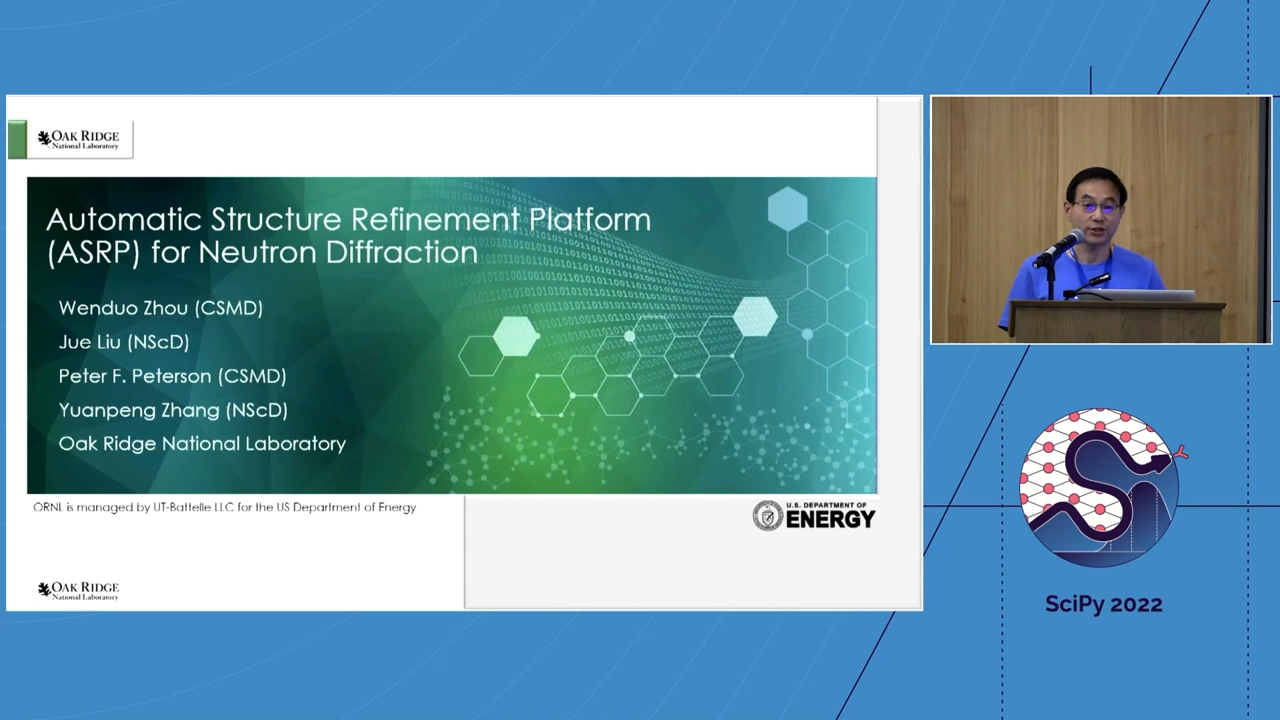 OAK RIDGE
National Laboratory
Automatic Structure Refinement Platform
(ASRP) for Neutron Diffraction
Wenduo Zhou (CSMD)
Jue Liu (NScD)
Peter F. Peterson (CSMD)
Yuanpeng Zhang (NScD)
Oak Ridge National Laboratory
ORNL is managed by UT-Battelle LLC for the US Department of Energy
U.S. DEPARTMENT OF
ENERGY
OAK RIDGE
National Laboratory
SciPy 2022